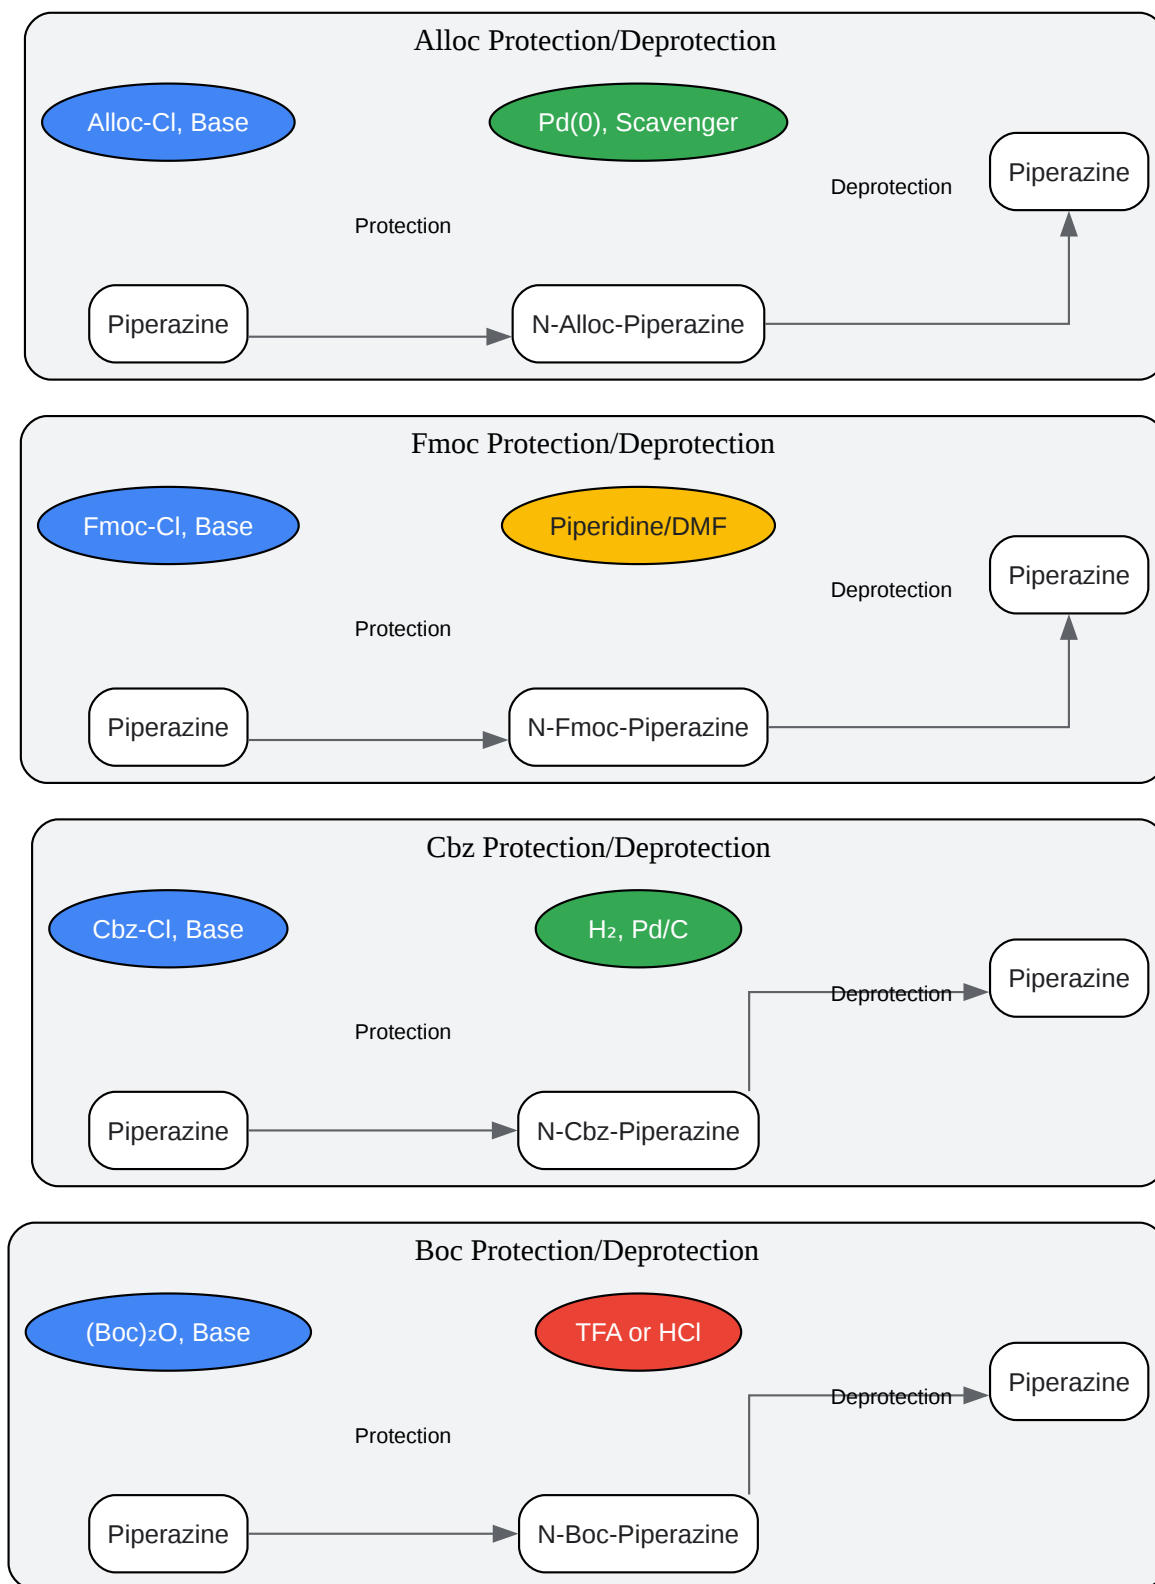 Alloc Protection/Deprotection
Alloc-Cl, Base
Pd(0), Scavenger
Piperazine
Deprotection
Protection
Piperazine
N-Alloc-Piperazine
Fmoc Protection/Deprotection
Fmoc-Cl, Base
Piperidine/DMF
Piperazine
Deprotection
Protection
Piperazine
N-Fmoc-Piperazine
Cbz Protection/Deprotection
Cbz-Cl, Base
H₂, Pd/C
Piperazine
Deprotection
Protection
Piperazine
N-Cbz-Piperazine
Boc Protection/Deprotection
(Boc)₂O, Base
TFA or HCl
Piperazine
Deprotection
Protection
Piperazine
N-Boc-Piperazine